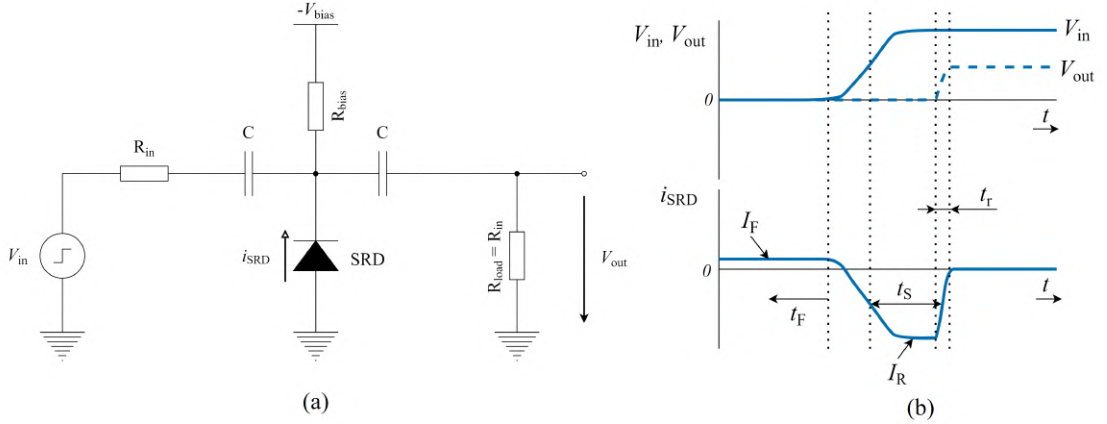 -Vbias
Rbias
C
C
Rin
Vin
iSRD
SRD
Rload = Rin
Vout
(a)
Vin, Vout
Vin
Vout
0
t
iSRD
tr
IF
0
tS
t
tF
IR
(b)